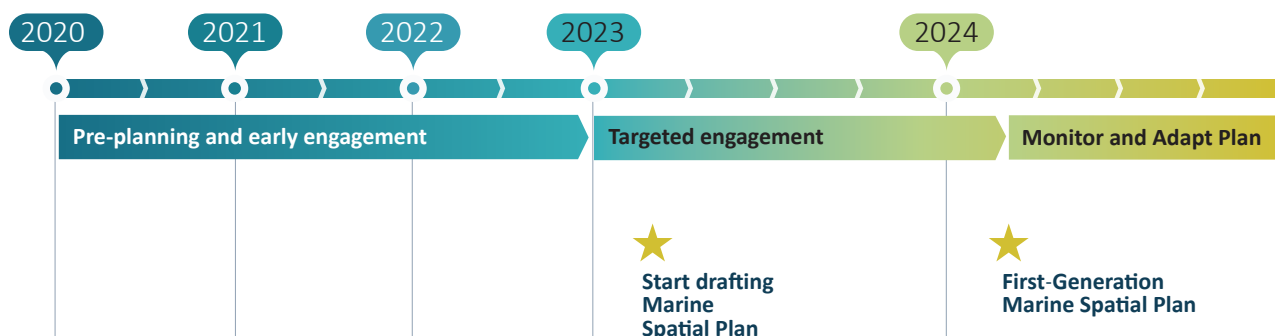 2020
2021
2022
2023
2024
Pre-planning and early engagement
Targeted engagement
Monitor and Adapt Plan
Start drafting
Marine
Spatial Plan
First-Generation
Marine Spatial Plan